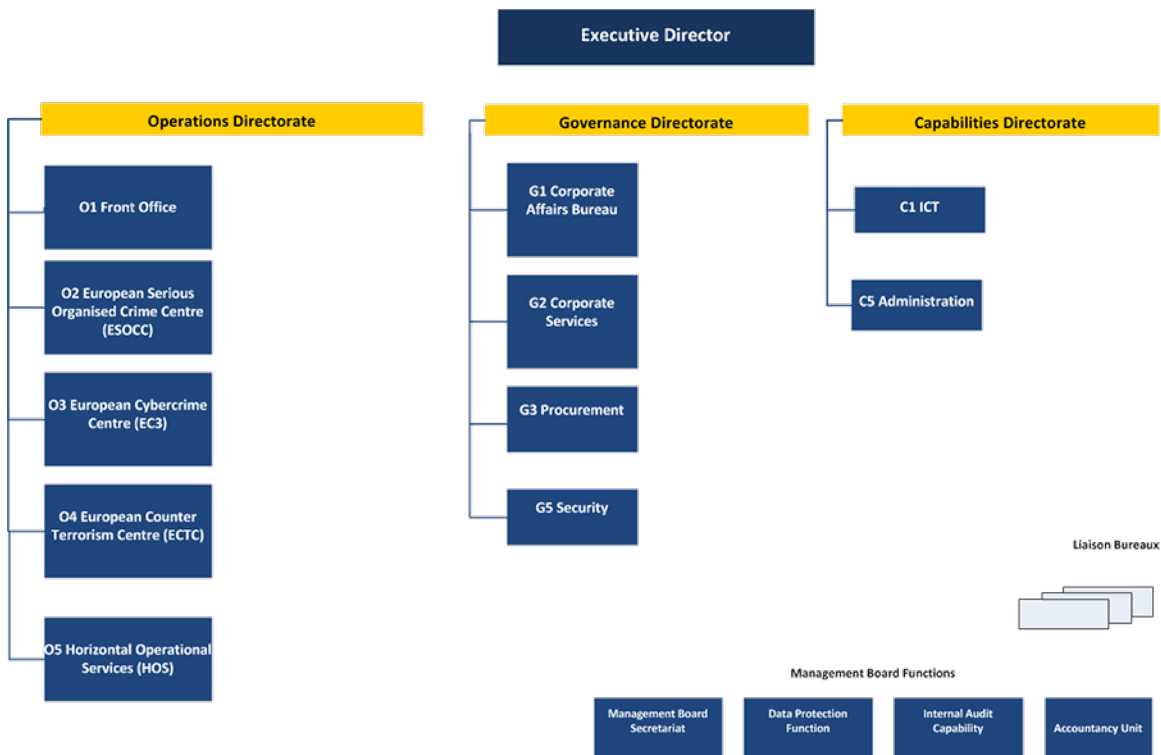 Executive Director
Operations Directorate
O1 Front Office
O2 European Serious
Organised Crime Centre
(ESOCC)
O3 European Cybercrime
Centre (EC3)
O4 European Counter
Terrorism Centre (ECTC)
O5 Horizontal Operational
Services (HOS)
Governance Directorate
G1 Corporate
Affairs Bureau
G2 Corporate
Services
G3 Procurement
G5 Security
Capabilities Directorate
C1 ICT
C5 Administration
Liaison Bureaux
Management Board Functions
Management Board
Secretariat
Data Protection
Function
Internal Audit
Capability
Accountancy Unit